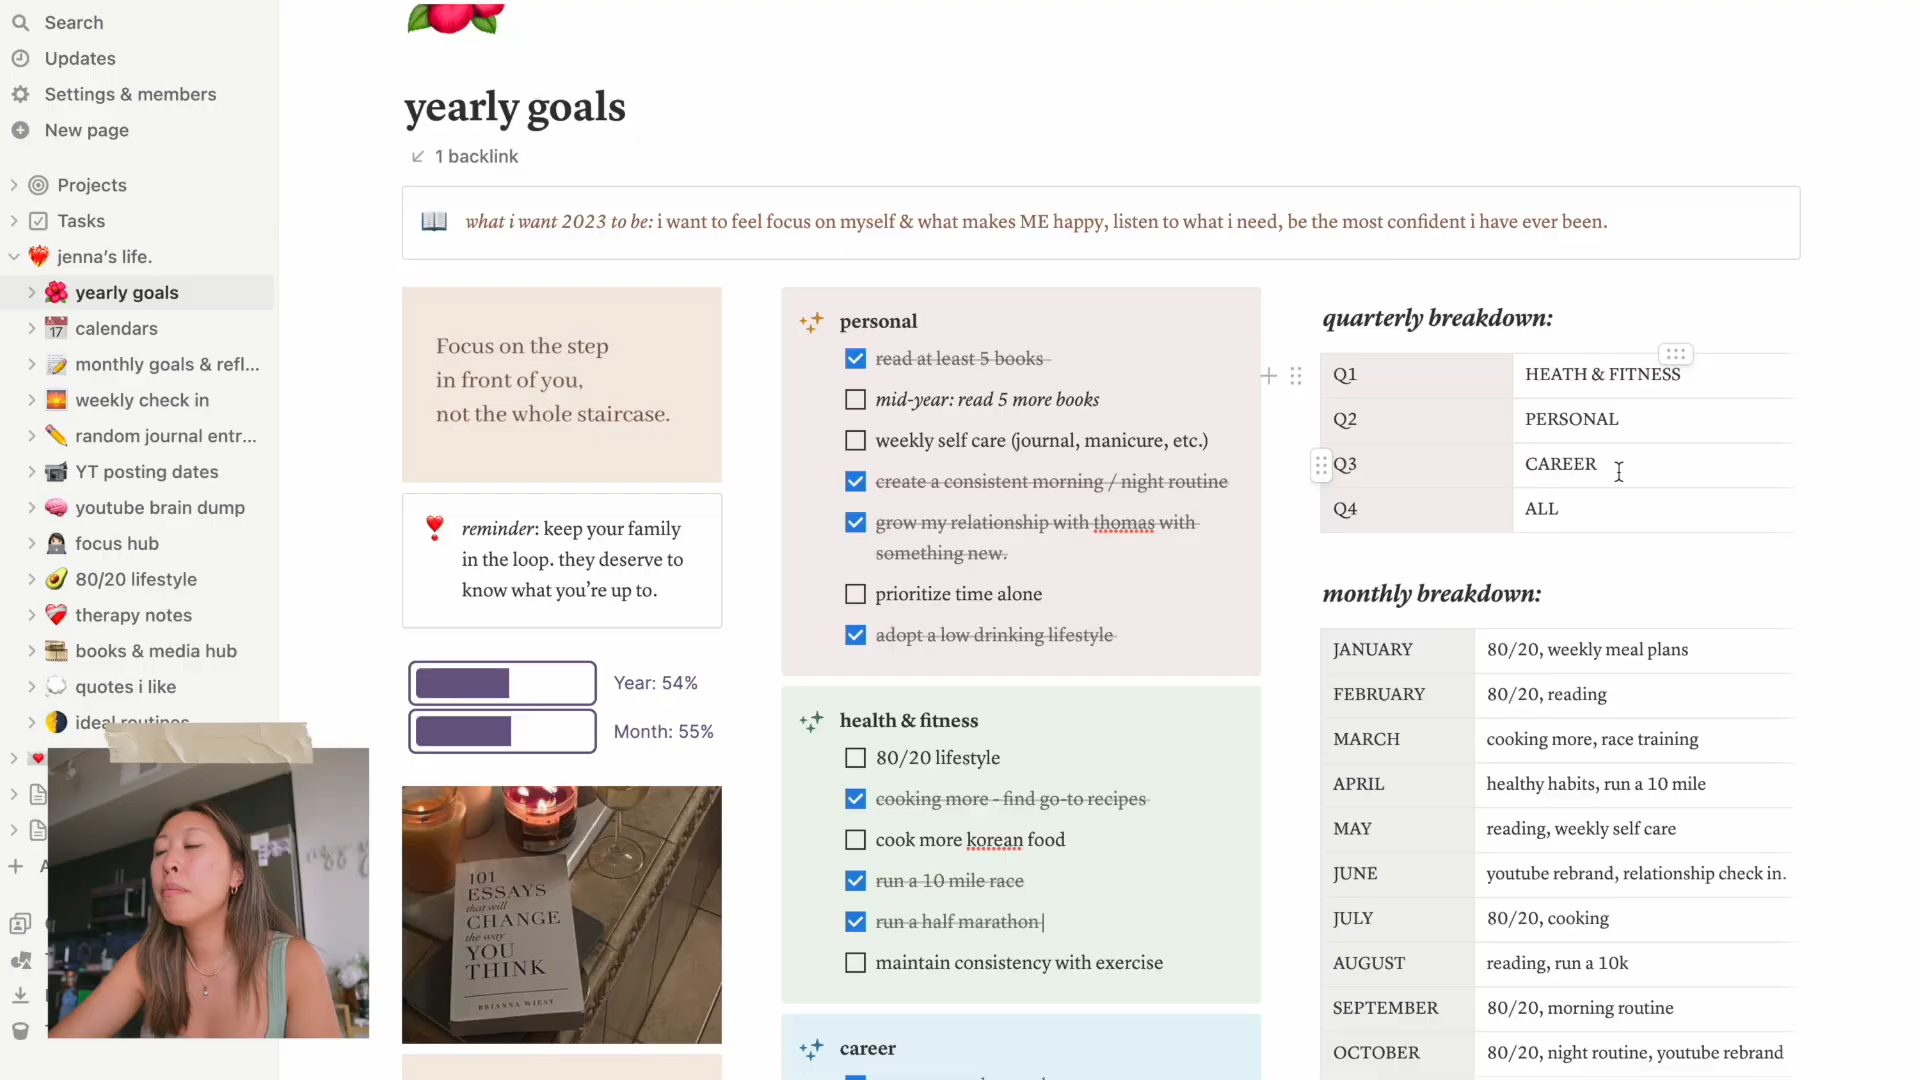 Search
Updates
Settings & members
New page
Projects
Tasks
jenna's life.
yearly goals
calendars
monthly goals & refl...
weekly check in
random journal entr...
YT posting dates
youtube brain dump
focus hub
80/20 lifestyle
therapy notes
books & media hub
quotes i like
ideal routines
yearly goals
1 backlink
what i want 2023 to be: i want to feel focus on myself & what makes ME happy, listen to what i need, be the most confident i have ever been.
Focus on the step
in front of you,
not the whole staircase.
reminder: keep your family
in the loop. they deserve to
know what you're up to.
Year: 54%
Month: 55%
101
ESSAYS
that will
CHANGE
the way
YOU
THINK
BRIANNA WIEST
personal
read at least 5 books
mid-year: read 5 more books
weekly self care (journal, manicure, etc.)
create a consistent morning / night routine
grow my relationship with thomas with
something new.
prioritize time alone
adopt a low drinking lifestyle
health & fitness
80/20 lifestyle
cooking more - find go-to recipes
cook more korean food
run a 10 mile race
run a half marathon
maintain consistency with exercise
career
quarterly breakdown:
Q1 HEATH & FITNESS
Q2 PERSONAL
Q3 CAREER
Q4 ALL
monthly breakdown:
JANUARY 80/20, weekly meal plans
FEBRUARY 80/20, reading
MARCH cooking more, race training
APRIL healthy habits, run a 10 mile
MAY reading, weekly self care
JUNE youtube rebrand, relationship check in.
JULY 80/20, cooking
AUGUST reading, run a 10k
SEPTEMBER 80/20, morning routine
OCTOBER 80/20, night routine, youtube rebrand